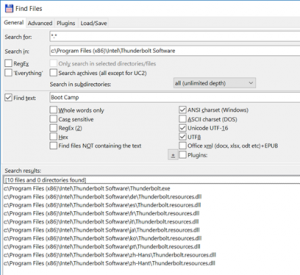 Find Files
General Advanced Plugins Load/Save
Search for: *.*
Search in: c:\Program Files (x86)\Intel\Thunderbolt Software
RegEx Only search in selected directories/files
'Everything' Search archives (all except for UC2)
Search in subdirectories: all (unlimited depth)
Find text: Boot Camp
Whole words only ANSI charset (Windows)
Case sensitive ASCII charset (DOS)
RegEx (2) Unicode UTF-16
Hex UTF8
Find files NOT containing the text Office xml (docx, xlsx, odt etc)+EPUB
Plugins:
Search results:
[10 files and 0 directories found]
c:\Program Files (x86)\Intel\Thunderbolt Software\Thunderbolt.exe
c:\Program Files (x86)\Intel\Thunderbolt Software\de\Thunderbolt.resources.dll
c:\Program Files (x86)\Intel\Thunderbolt Software\es\Thunderbolt.resources.dll
c:\Program Files (x86)\Intel\Thunderbolt Software\fr\Thunderbolt.resources.dll
c:\Program Files (x86)\Intel\Thunderbolt Software\it\Thunderbolt.resources.dll
c:\Program Files (x86)\Intel\Thunderbolt Software\ja\Thunderbolt.resources.dll
c:\Program Files (x86)\Intel\Thunderbolt Software\ko\Thunderbolt.resources.dll
c:\Program Files (x86)\Intel\Thunderbolt Software\ru\Thunderbolt.resources.dll
c:\Program Files (x86)\Intel\Thunderbolt Software\zh-Hans\Thunderbolt.resources.dll
c:\Program Files (x86)\Intel\Thunderbolt Software\zh-Hant\Thunderbolt.resources.dll